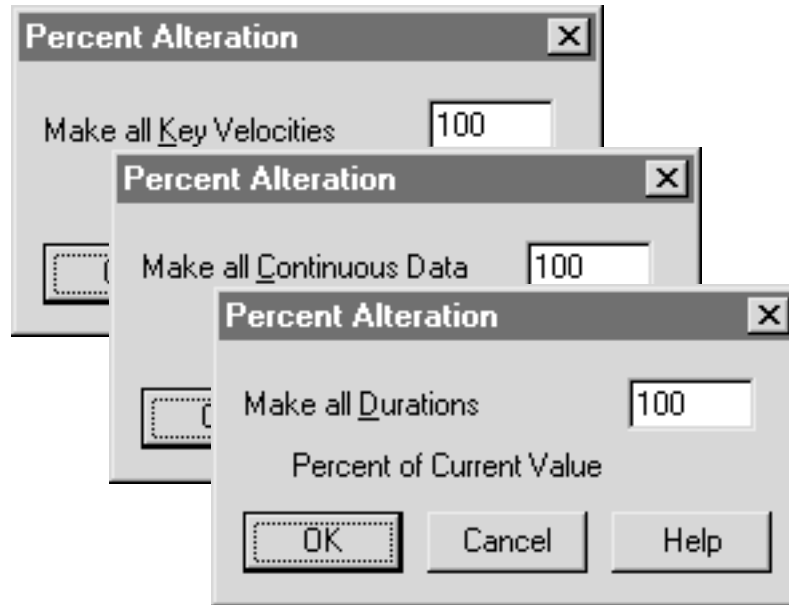 Percent Alteration
Make all Key Velocities 100
Percent Alteration
Make all Continuous Data 100
Percent Alteration
Make all Durations 100
Percent of Current Value
OK Cancel Help